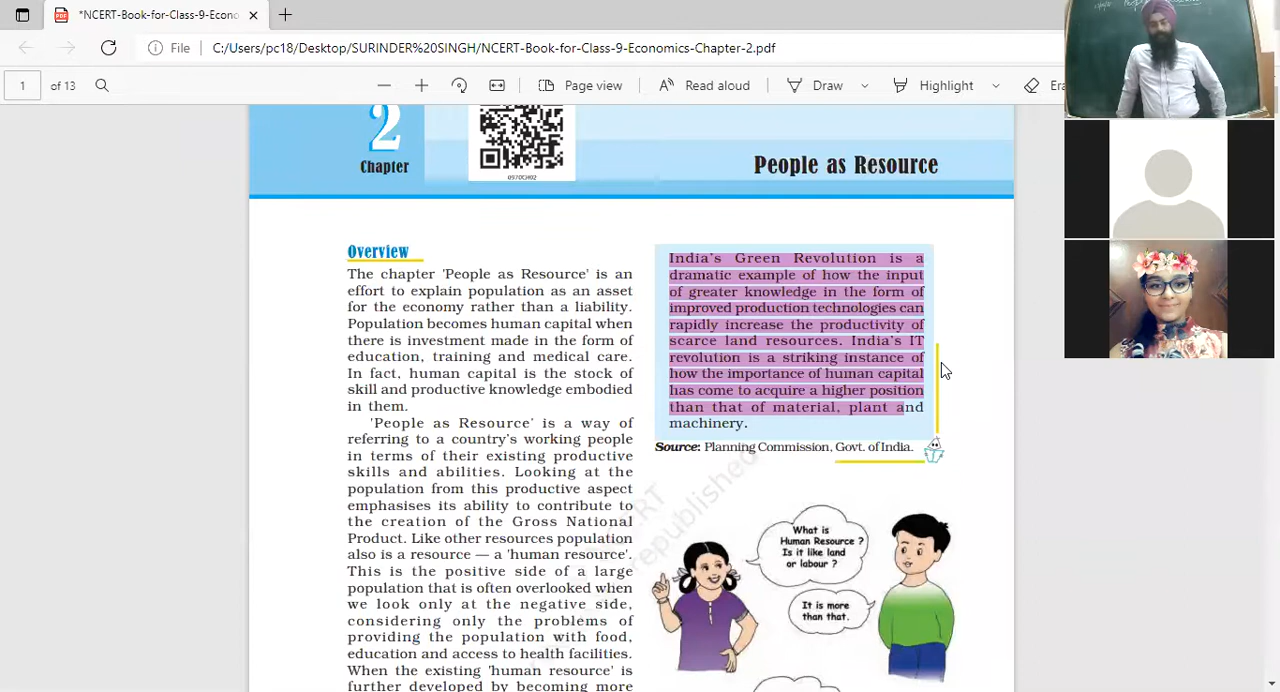 *NCERT-Book-for-Class-9-Econo
File C:/Users/pc18/Desktop/SURINDER%20SINGH/NCERT-Book-for-Class-9-Economics-Chapter-2.pdf
1 of 13 Page view Read aloud Draw Highlight Era
2
Chapter
0970CH02
People as Resource
Overview
The chapter 'People as Resource' is an
effort to explain population as an asset
for the economy rather than a liability.
Population becomes human capital when
there is investment made in the form of
education, training and medical care.
In fact, human capital is the stock of
skill and productive knowledge embodied
in them.
'People as Resource' is a way of
referring to a country's working people
in terms of their existing productive
skills and abilities. Looking at the
population from this productive aspect
emphasises its ability to contribute to
the creation of the Gross National
Product. Like other resources population
also is a resource — a 'human resource'.
This is the positive side of a large
population that is often overlooked when
we look only at the negative side,
considering only the problems of
providing the population with food,
education and access to health facilities.
When the existing 'human resource' is
further developed by becoming more
India's Green Revolution is a
dramatic example of how the input
of greater knowledge in the form of
improved production technologies can
rapidly increase the productivity of
scarce land resources. India's IT
revolution is a striking instance of
how the importance of human capital
has come to acquire a higher position
than that of material, plant and
machinery.
Source: Planning Commission, Govt. of India.
republished
What is
Human Resource ?
Is it like land
or labour ?
It is more
than that.